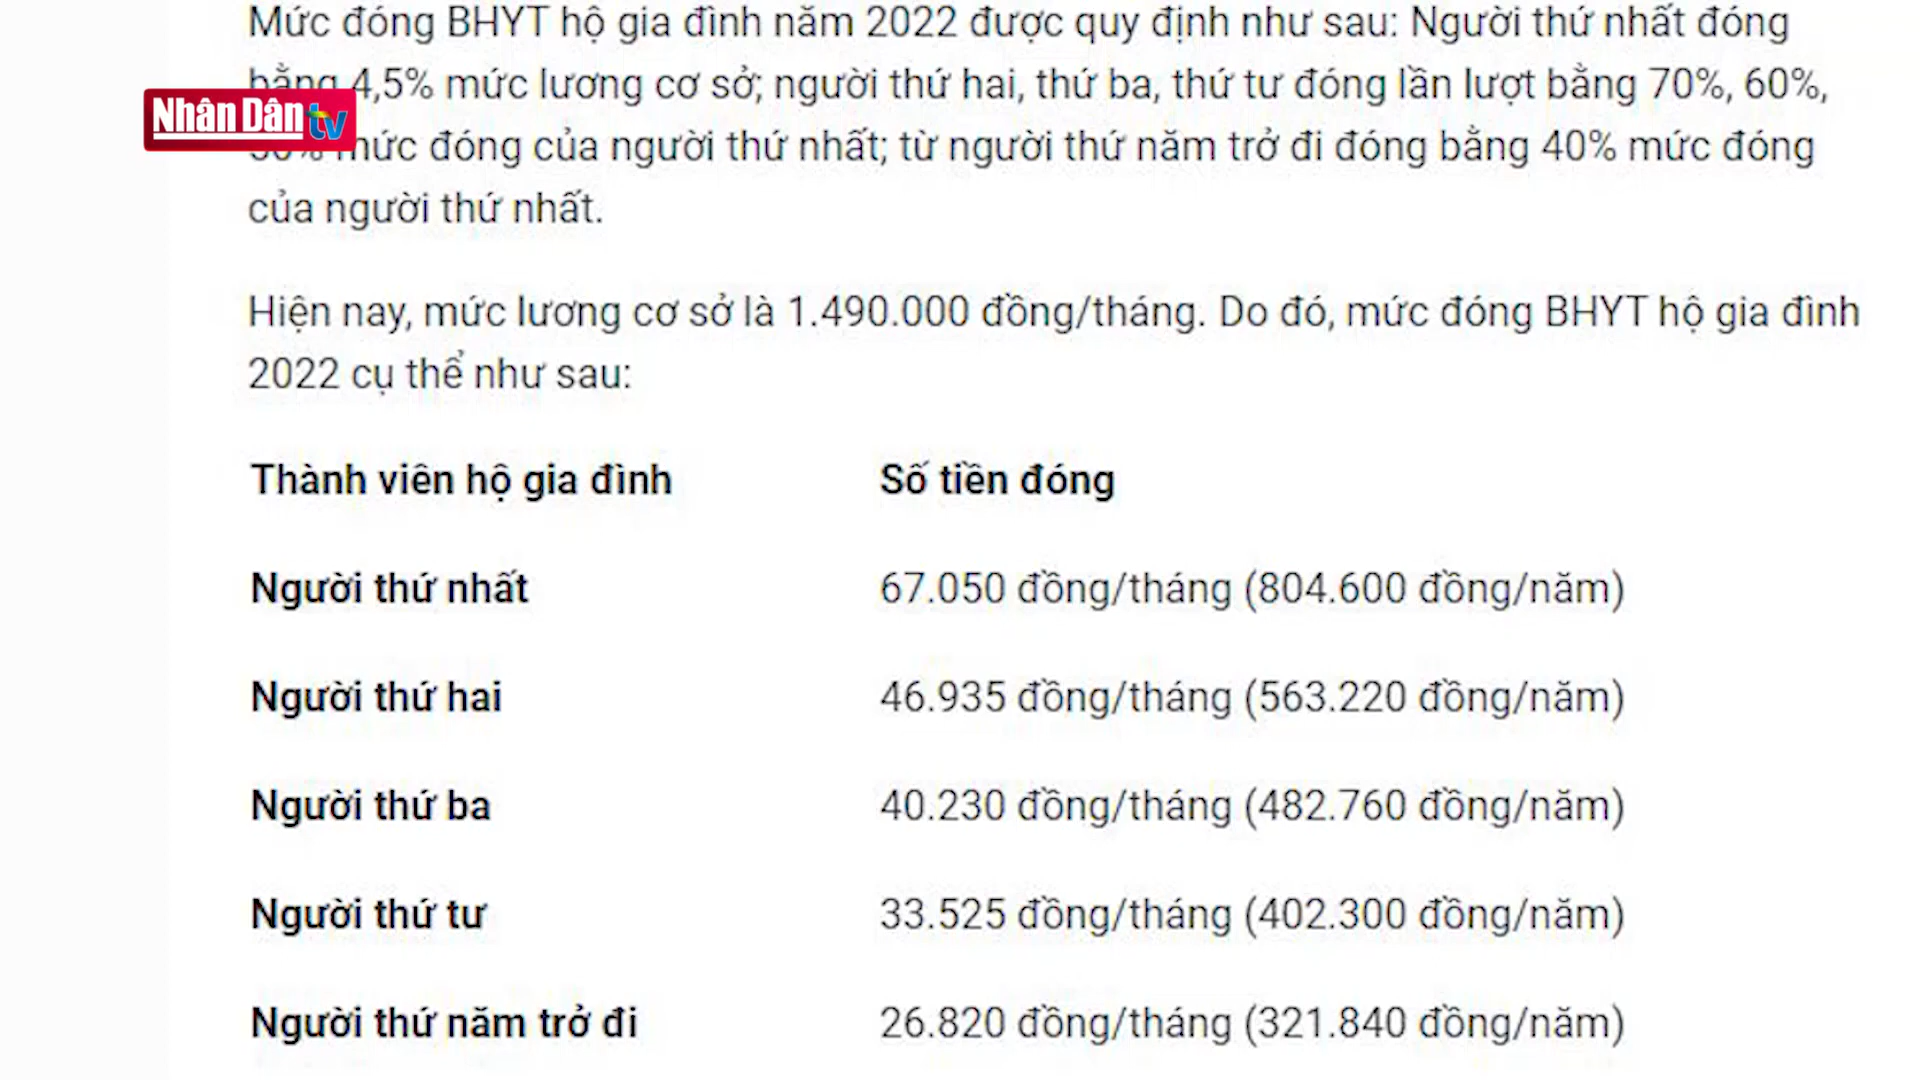 Mức đóng BHYT hộ gia đình năm 2022 được quy định như sau: Người thứ nhất đóng
bằng 4,5% mức lương cơ sở; người thứ hai, thứ ba, thứ tư đóng lần lượt bằng 70%, 60%,
Nhân Dân tv
mức đóng của người thứ nhất; từ người thứ năm trở đi đóng bằng 40% mức đóng
của người thứ nhất.
Hiện nay, mức lương cơ sở là 1.490.000 đồng/tháng. Do đó, mức đóng BHYT hộ gia đình
2022 cụ thể như sau:
Thành viên hộ gia đình Số tiền đóng
Người thứ nhất 67.050 đồng/tháng (804.600 đồng/năm)
Người thứ hai 46.935 đồng/tháng (563.220 đồng/năm)
Người thứ ba 40.230 đồng/tháng (482.760 đồng/năm)
Người thứ tư 33.525 đồng/tháng (402.300 đồng/năm)
Người thứ năm trở đi 26.820 đồng/tháng (321.840 đồng/năm)